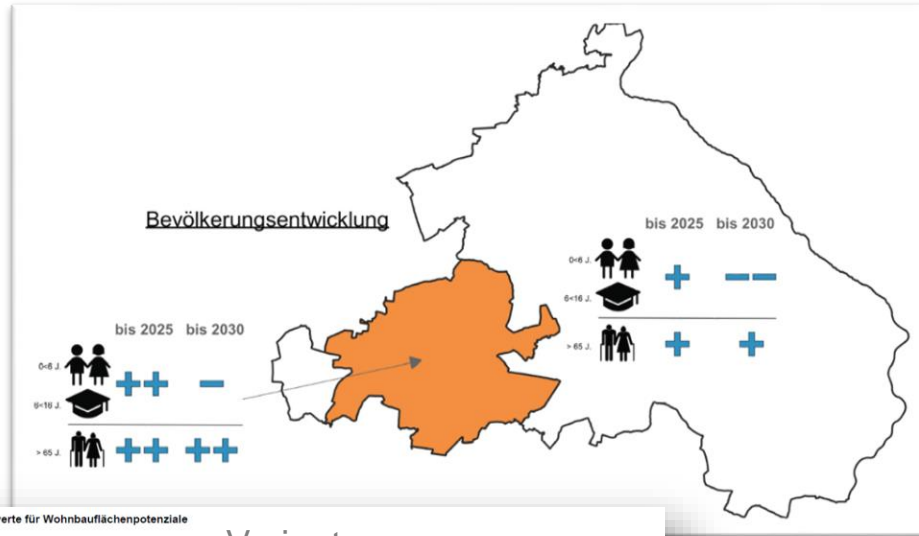 Bevölkerungsentwicklung
bis 2025 bis 2030
0<6 J.
6<16 J.
> 65 J.
bis 2025 bis 2030
0<6 J.
6<16 J.
> 65 J.
für Wohnbauflächenpotenziale